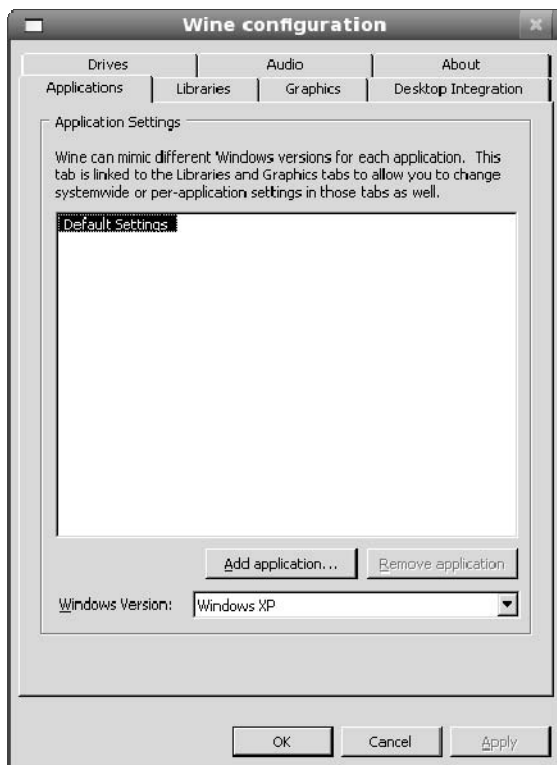 Wine configuration
Drives Audio About
Applications Libraries Graphics Desktop Integration
Application Settings
Wine can mimic different Windows versions for each application. This
tab is linked to the Libraries and Graphics tabs to allow you to change
systemwide or per-application settings in those tabs as well.
Default Settings
Add application... Remove application
Windows Version: Windows XP
OK Cancel Apply